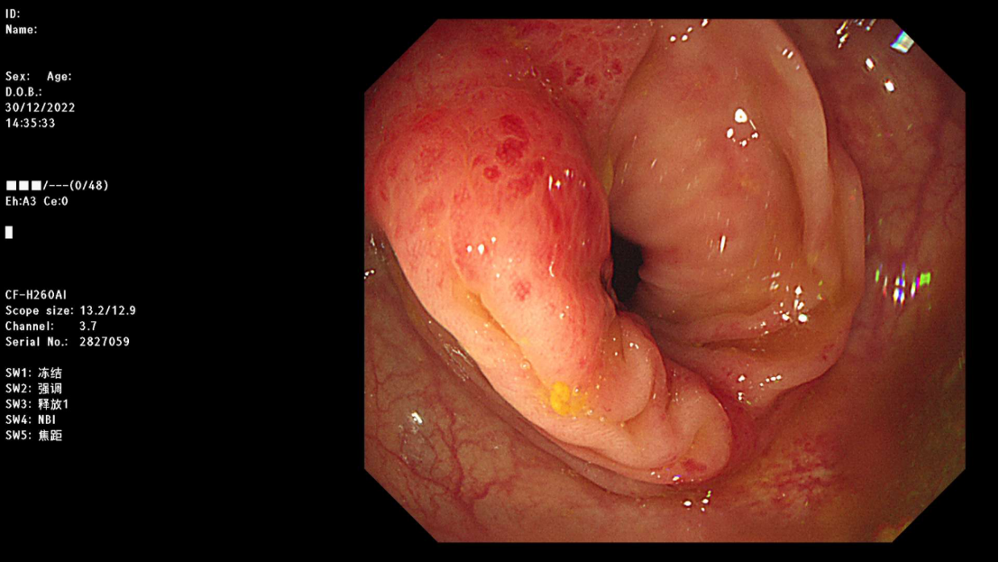 ID:
Name:
Sex: Age:
D.O.B.:
30/12/2022
14:35:33
■■■/---(0/48)
Eh:A3 Ce:0
CF-H260AI
Scope size: 13.2/12.9
Channel: 3.7
Serial No.: 2827059
SW1: 冻结
SW2: 强调
SW3: 释放1
SW4: NBI
SW5: 焦距